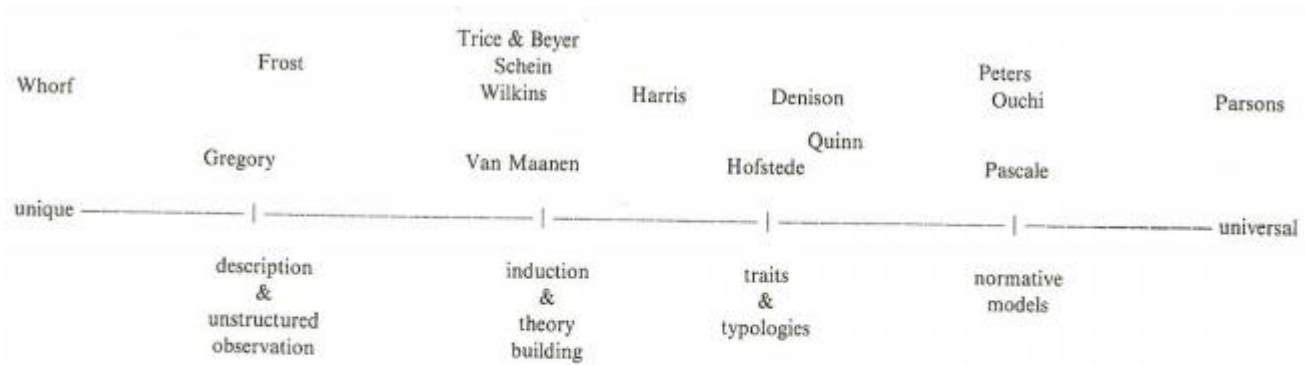 Trice & Beyer
Frost
Schein
Whorf
Wilkins
Harris
Denison
Peters
Ouchi
Parsons
Quinn
Gregory
Van Maanen
Hofstede
Pascale
unique
universal
description
&
unstructured
observation
induction
&
theory
building
traits
&
typologies
normative
models